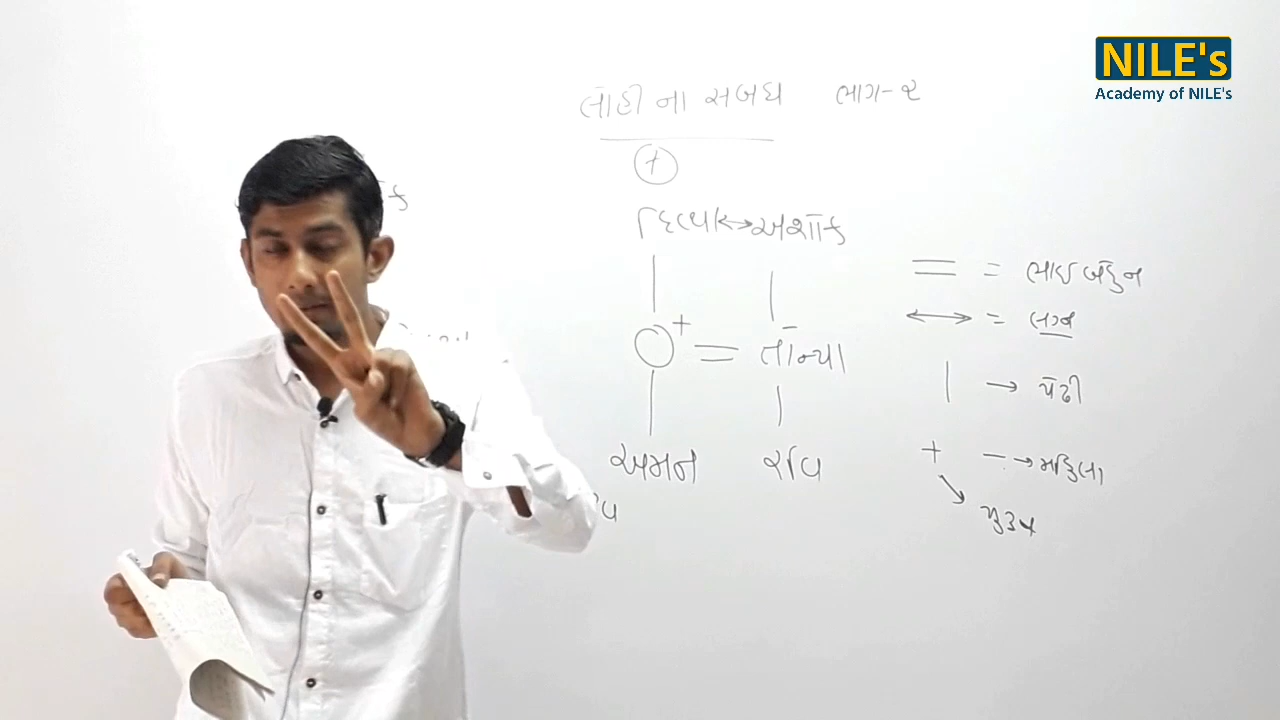 NILE's
Academy of NILE's
લોહી ના સબંધ ભાગ-૨
+
↔ અશોક
= = ભાઈ બહેન
↔ = લગ્ન
+ = તાન્યા -
| → પેઢી
અમન રવિ
+ - → મહિલા
પુરુષ